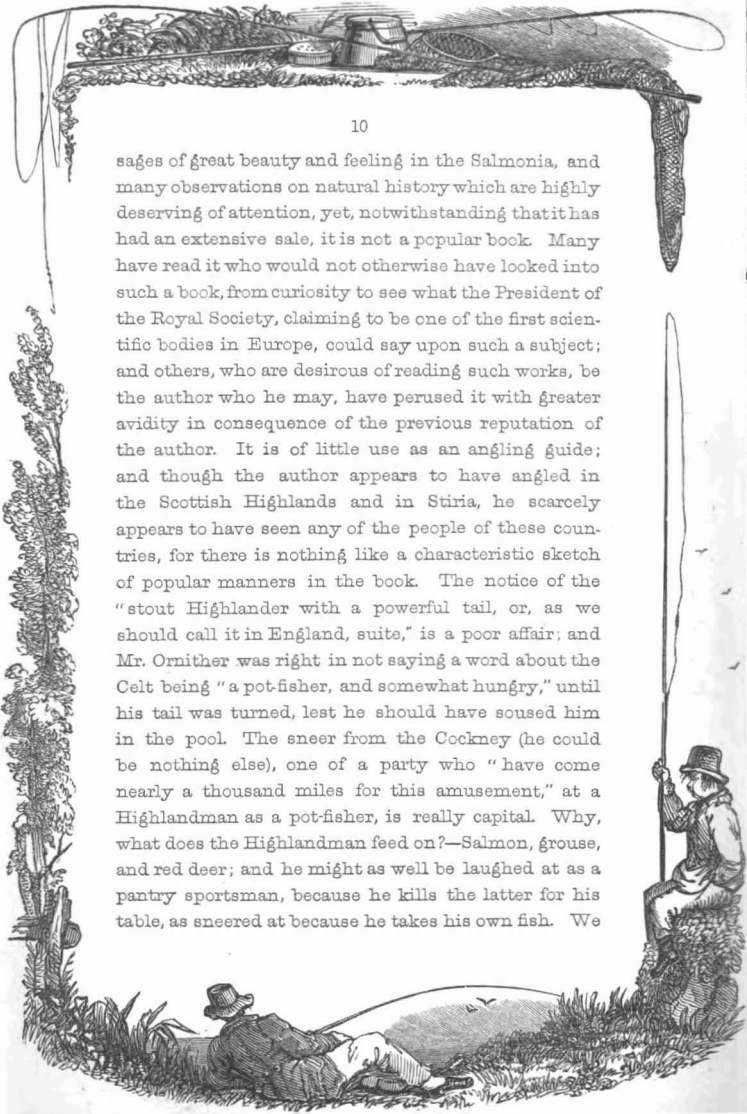 10
sages of great beauty and feeling in the Salmonia, and
many observations on natural history which are highly
deserving of attention, yet, notwithstanding that it has
had an extensive sale, it is not a popular book. Many
have read it who would not otherwise have looked into
such a book, from curiosity to see what the President of
the Royal Society, claiming to be one of the first scien-
tific bodies in Europe, could say upon such a subject;
and others, who are desirous of reading such works, be
the author who he may, have perused it with greater
avidity in consequence of the previous reputation of
the author. It is of little use as an angling guide;
and though the author appears to have angled in
the Scottish Highlands and in Stiria, he scarcely
appears to have seen any of the people of these coun-
tries, for there is nothing like a characteristic sketch
of popular manners in the book. The notice of the
"stout Highlander with a powerful tail, or, as we
should call it in England, suite," is a poor affair; and
Mr. Ornither was right in not saying a word about the
Celt being "a pot-fisher, and somewhat hungry," until
his tail was turned, lest he should have soused him
in the pool. The sneer from the Cockney (he could
be nothing else), one of a party who "have come
nearly a thousand miles for this amusement," at a
Highlandman as a pot-fisher, is really capital. Why,
what does the Highlandman feed on?—Salmon, grouse,
and red deer; and he might as well be laughed at as a
pantry sportsman, because he kills the latter for his
table, as sneered at because he takes his own fish. We